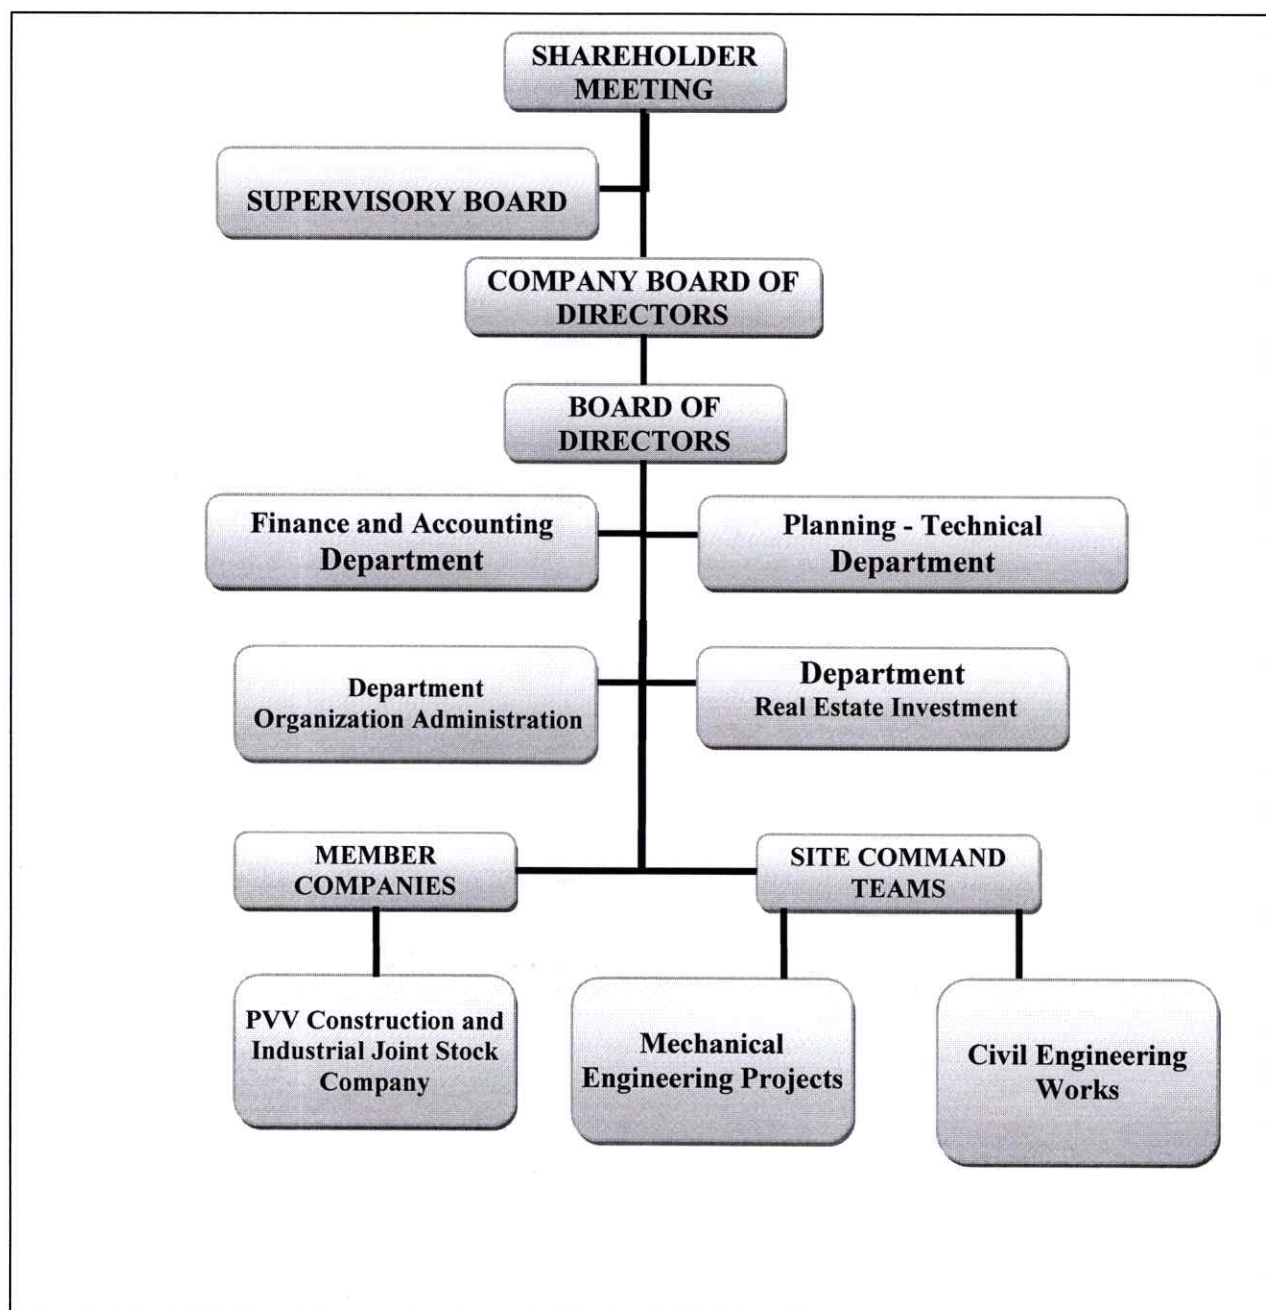 SHAREHOLDER
MEETING
SUPERVISORY BOARD
COMPANY BOARD OF
DIRECTORS
BOARD OF
DIRECTORS
Finance and Accounting
Department
Planning - Technical
Department
Department
Organization Administration
Department
Real Estate Investment
MEMBER
COMPANIES
SITE COMMAND
TEAMS
PVV Construction and
Industrial Joint Stock
Company
Mechanical
Engineering Projects
Civil Engineering
Works